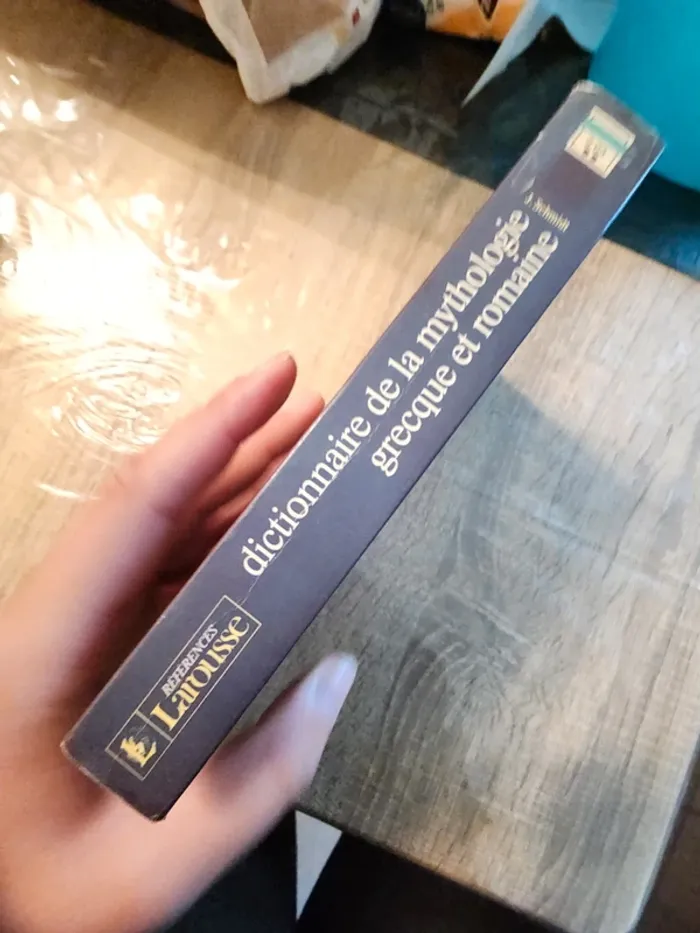 J. Schmidt
dictionnaire de la mythologie
grecque et romaine
RÉFÉRENCES
Larousse